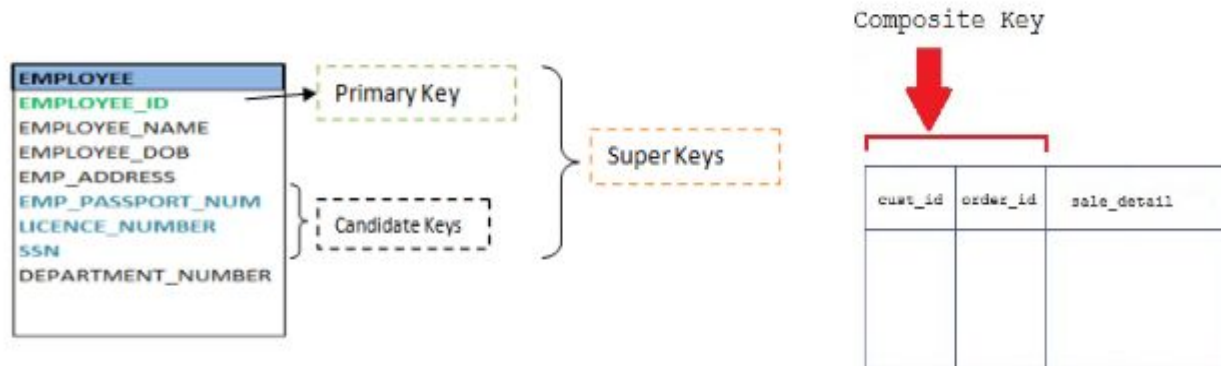 EMPLOYEE
EMPLOYEE_ID
EMPLOYEE_NAME
EMPLOYEE_DOB
EMP_ADDRESS
EMP_PASSPORT_NUM
LICENCE_NUMBER
SSN
DEPARTMENT_NUMBER
Primary Key
Candidate Keys
Super Keys
Composite Key
cust_id order_id sale_detail